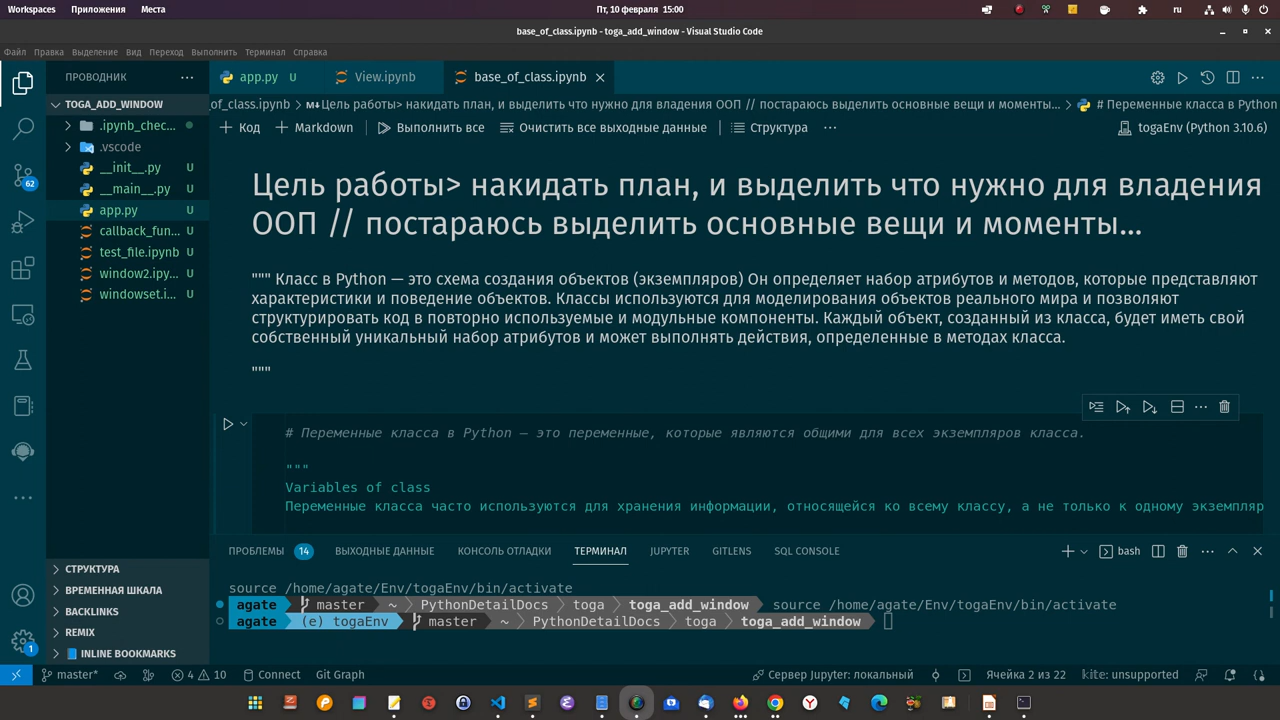 Workspaces Приложения Места Пт, 10 февраля 15:00 ru
base_of_class.ipynb - toga_add_window - Visual Studio Code
Файл Правка Выделение Вид Переход Выполнить Терминал Справка
ПРОВОДНИК app.py U View.ipynb base_of_class.ipynb
TOGA_ADD_WINDOW
_of_class.ipynb > M↓Цель работы> накидать план, и выделить что нужно для владения ООП // постараюсь выделить основные вещи и моменты... > # Переменные класса в Python
.ipynb_chec...
Код Markdown Выполнить все Очистить все выходные данные Структура ... togaEnv (Python 3.10.6)
.vscode
__init__.py U
__main__.py U
app.py U
callback_fun... U
test_file.ipynb U
window2.ipy... U
windowset.i... U
Цель работы> накидать план, и выделить что нужно для владения
ООП // постараюсь выделить основные вещи и моменты...
""" Класс в Python — это схема создания объектов (экземпляров) Он определяет набор атрибутов и методов, которые представляют
характеристики и поведение объектов. Классы используются для моделирования объектов реального мира и позволяют
структурировать код в повторно используемые и модульные компоненты. Каждый объект, созданный из класса, будет иметь свой
собственный уникальный набор атрибутов и может выполнять действия, определенные в методах класса.
"""
# Переменные класса в Python — это переменные, которые являются общими для всех экземпляров класса.
"""
Variables of class
Переменные класса часто используются для хранения информации, относящейся ко всему классу, а не только к одному экземпляр
62
СТРУКТУРА
ВРЕМЕННАЯ ШКАЛА
BACKLINKS
REMIX
INLINE BOOKMARKS
1
ПРОБЛЕМЫ 14 ВЫХОДНЫЕ ДАННЫЕ КОНСОЛЬ ОТЛАДКИ ТЕРМИНАЛ JUPYTER GITLENS SQL CONSOLE bash
source /home/agate/Env/togaEnv/bin/activate
agate master ~ PythonDetailDocs toga toga_add_window source /home/agate/Env/togaEnv/bin/activate
agate (e) togaEnv master ~ PythonDetailDocs toga toga_add_window
master* 4 10 Connect Git Graph Сервер Jupyter: локальный Ячейка 2 из 22 kite: unsupported